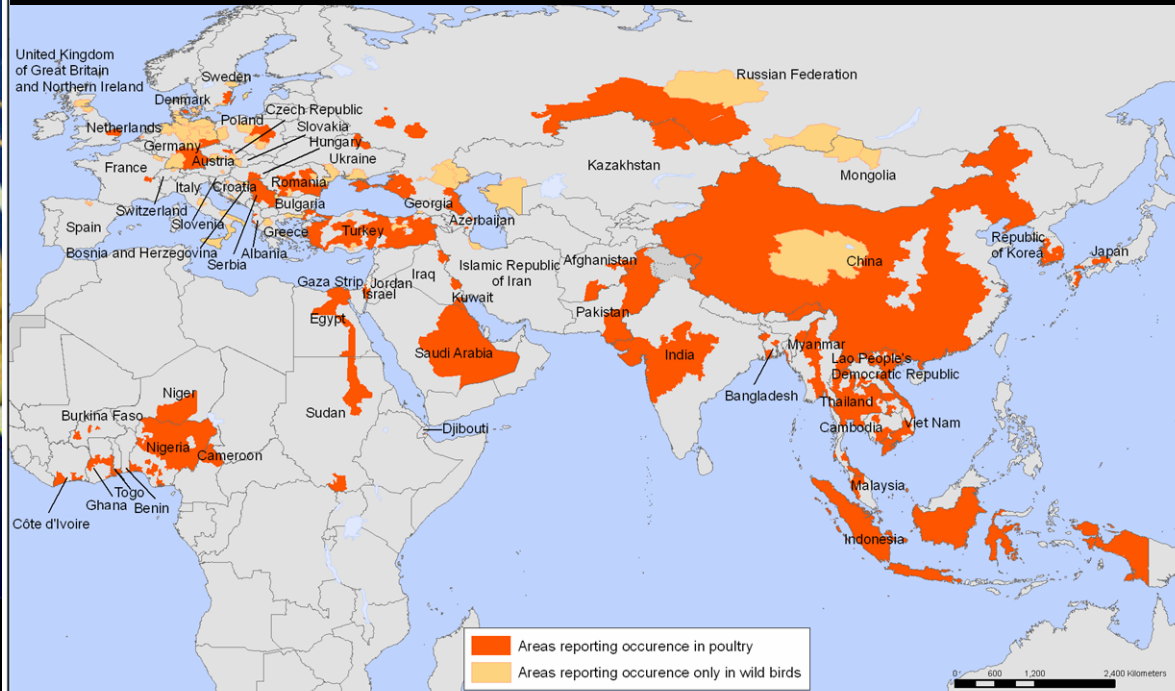 United Kingdom
of Great Britain
and Northern Ireland
Sweden
Denmark
Netherlands
Poland
Czech Republic
Slovakia
Hungary
Ukraine
Germany
Austria
France
Italy
Croatia
Romania
Switzerland
Bulgaria
Spain
Slovenia
Greece
Bosnia and Herzegovina
Serbia
Albania
Turkey
Georgia
Azerbaijan
Russian Federation
Kazakhstan
Mongolia
China
Republic
of Korea
Japan
Gaza Strip
Israel
Jordan
Iraq
Kuwait
Islamic Republic
of Iran
Afghanistan
Pakistan
Egypt
Saudi Arabia
India
Bangladesh
Myanmar
Lao People's
Democratic Republic
Thailand
Cambodia
Viet Nam
Malaysia
Indonesia
Niger
Burkina Faso
Nigeria
Cameroon
Sudan
Djibouti
Togo
Ghana
Benin
Côte d'Ivoire
Areas reporting occurence in poultry
Areas reporting occurence only in wild birds
0 600 1,200 2,400 Kilometers